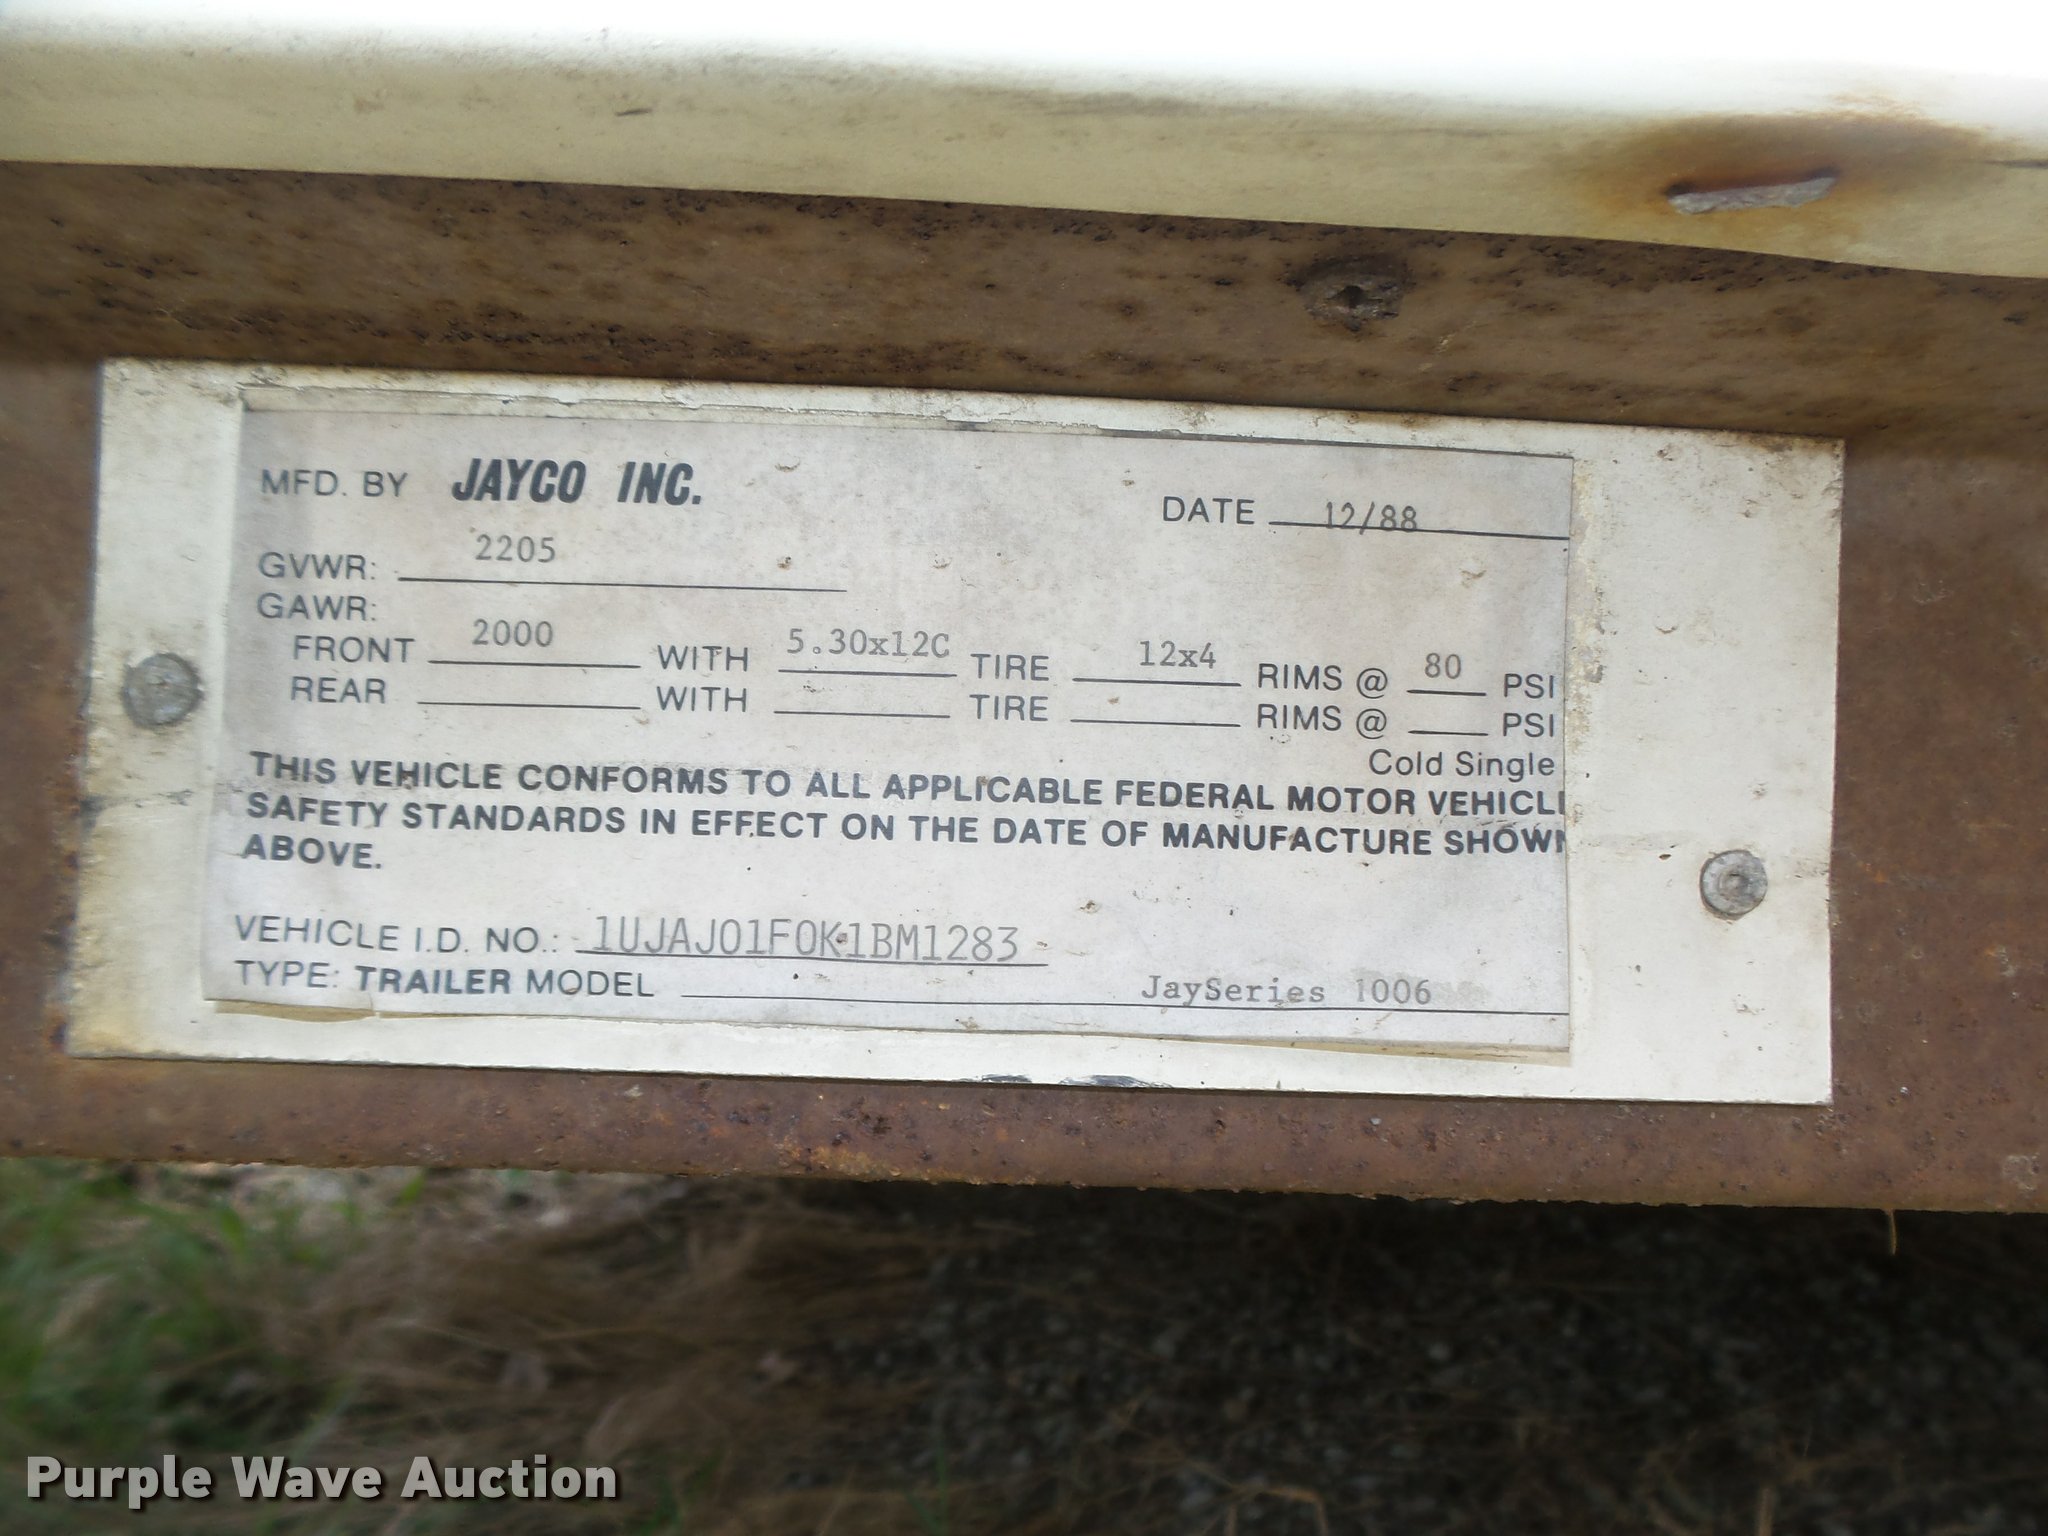 MFD. BY JAYCO INC. DATE 12/88
GVWR: 2205
GAWR:
FRONT 2000 WITH 5.30x12C TIRE 12x4 RIMS @ 80 PSI
REAR WITH TIRE RIMS @ PSI
Cold Single
THIS VEHICLE CONFORMS TO ALL APPLICABLE FEDERAL MOTOR VEHICL
SAFETY STANDARDS IN EFFECT ON THE DATE OF MANUFACTURE SHOWN
ABOVE.
VEHICLE I.D. NO.: 1UJAJ01F0K1BM1283
TYPE: TRAILER MODEL JaySeries 1006
Purple Wave Auction